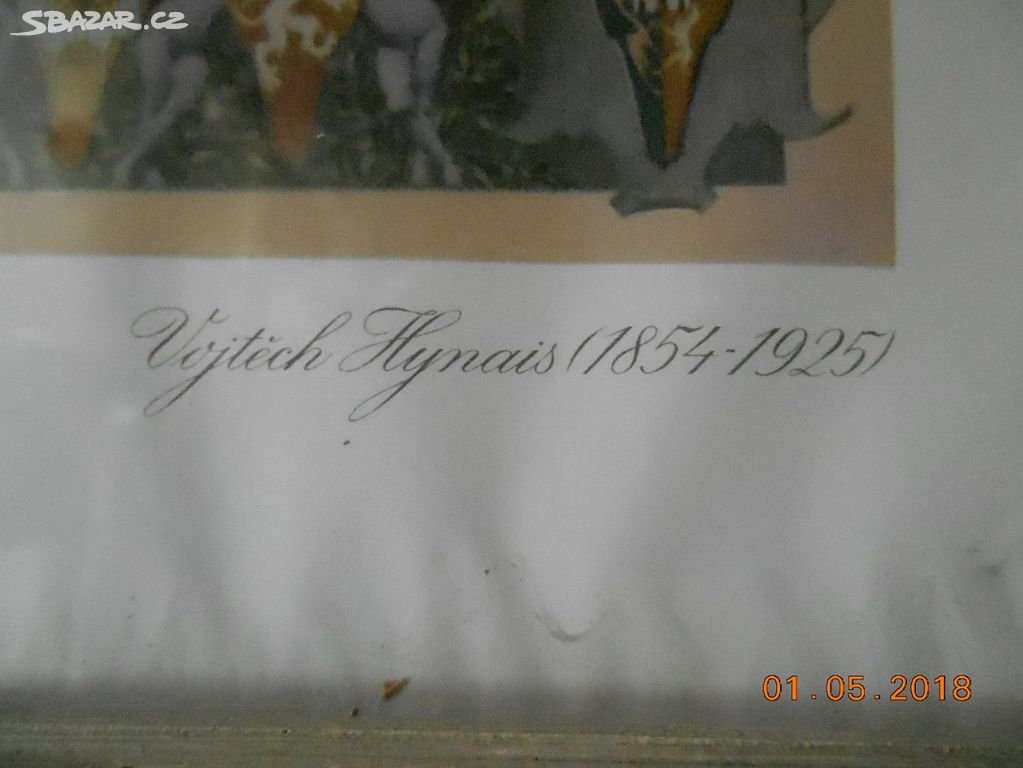 SBAZAR.CZ
Vojtěch Hynais (1854-1925)
01.05.2018